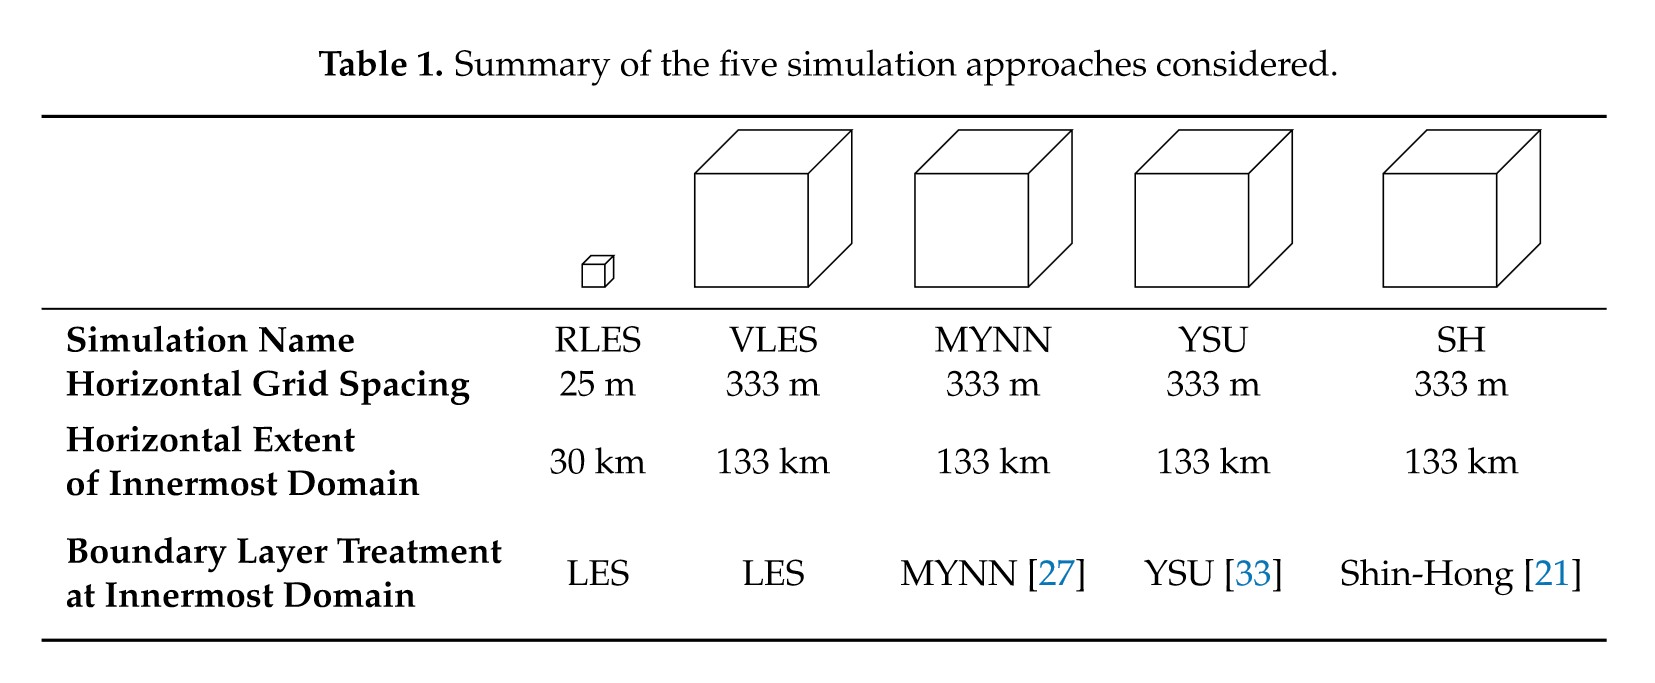 Table 1. Summary of the five simulation approaches considered.
Simulation Name RLES VLES MYNN YSU SH
Horizontal Grid Spacing 25 m 333 m 333 m 333 m 333 m
Horizontal Extent
of Innermost Domain 30 km 133 km 133 km 133 km 133 km
Boundary Layer Treatment
at Innermost Domain LES LES MYNN [27] YSU [33] Shin-Hong [21]